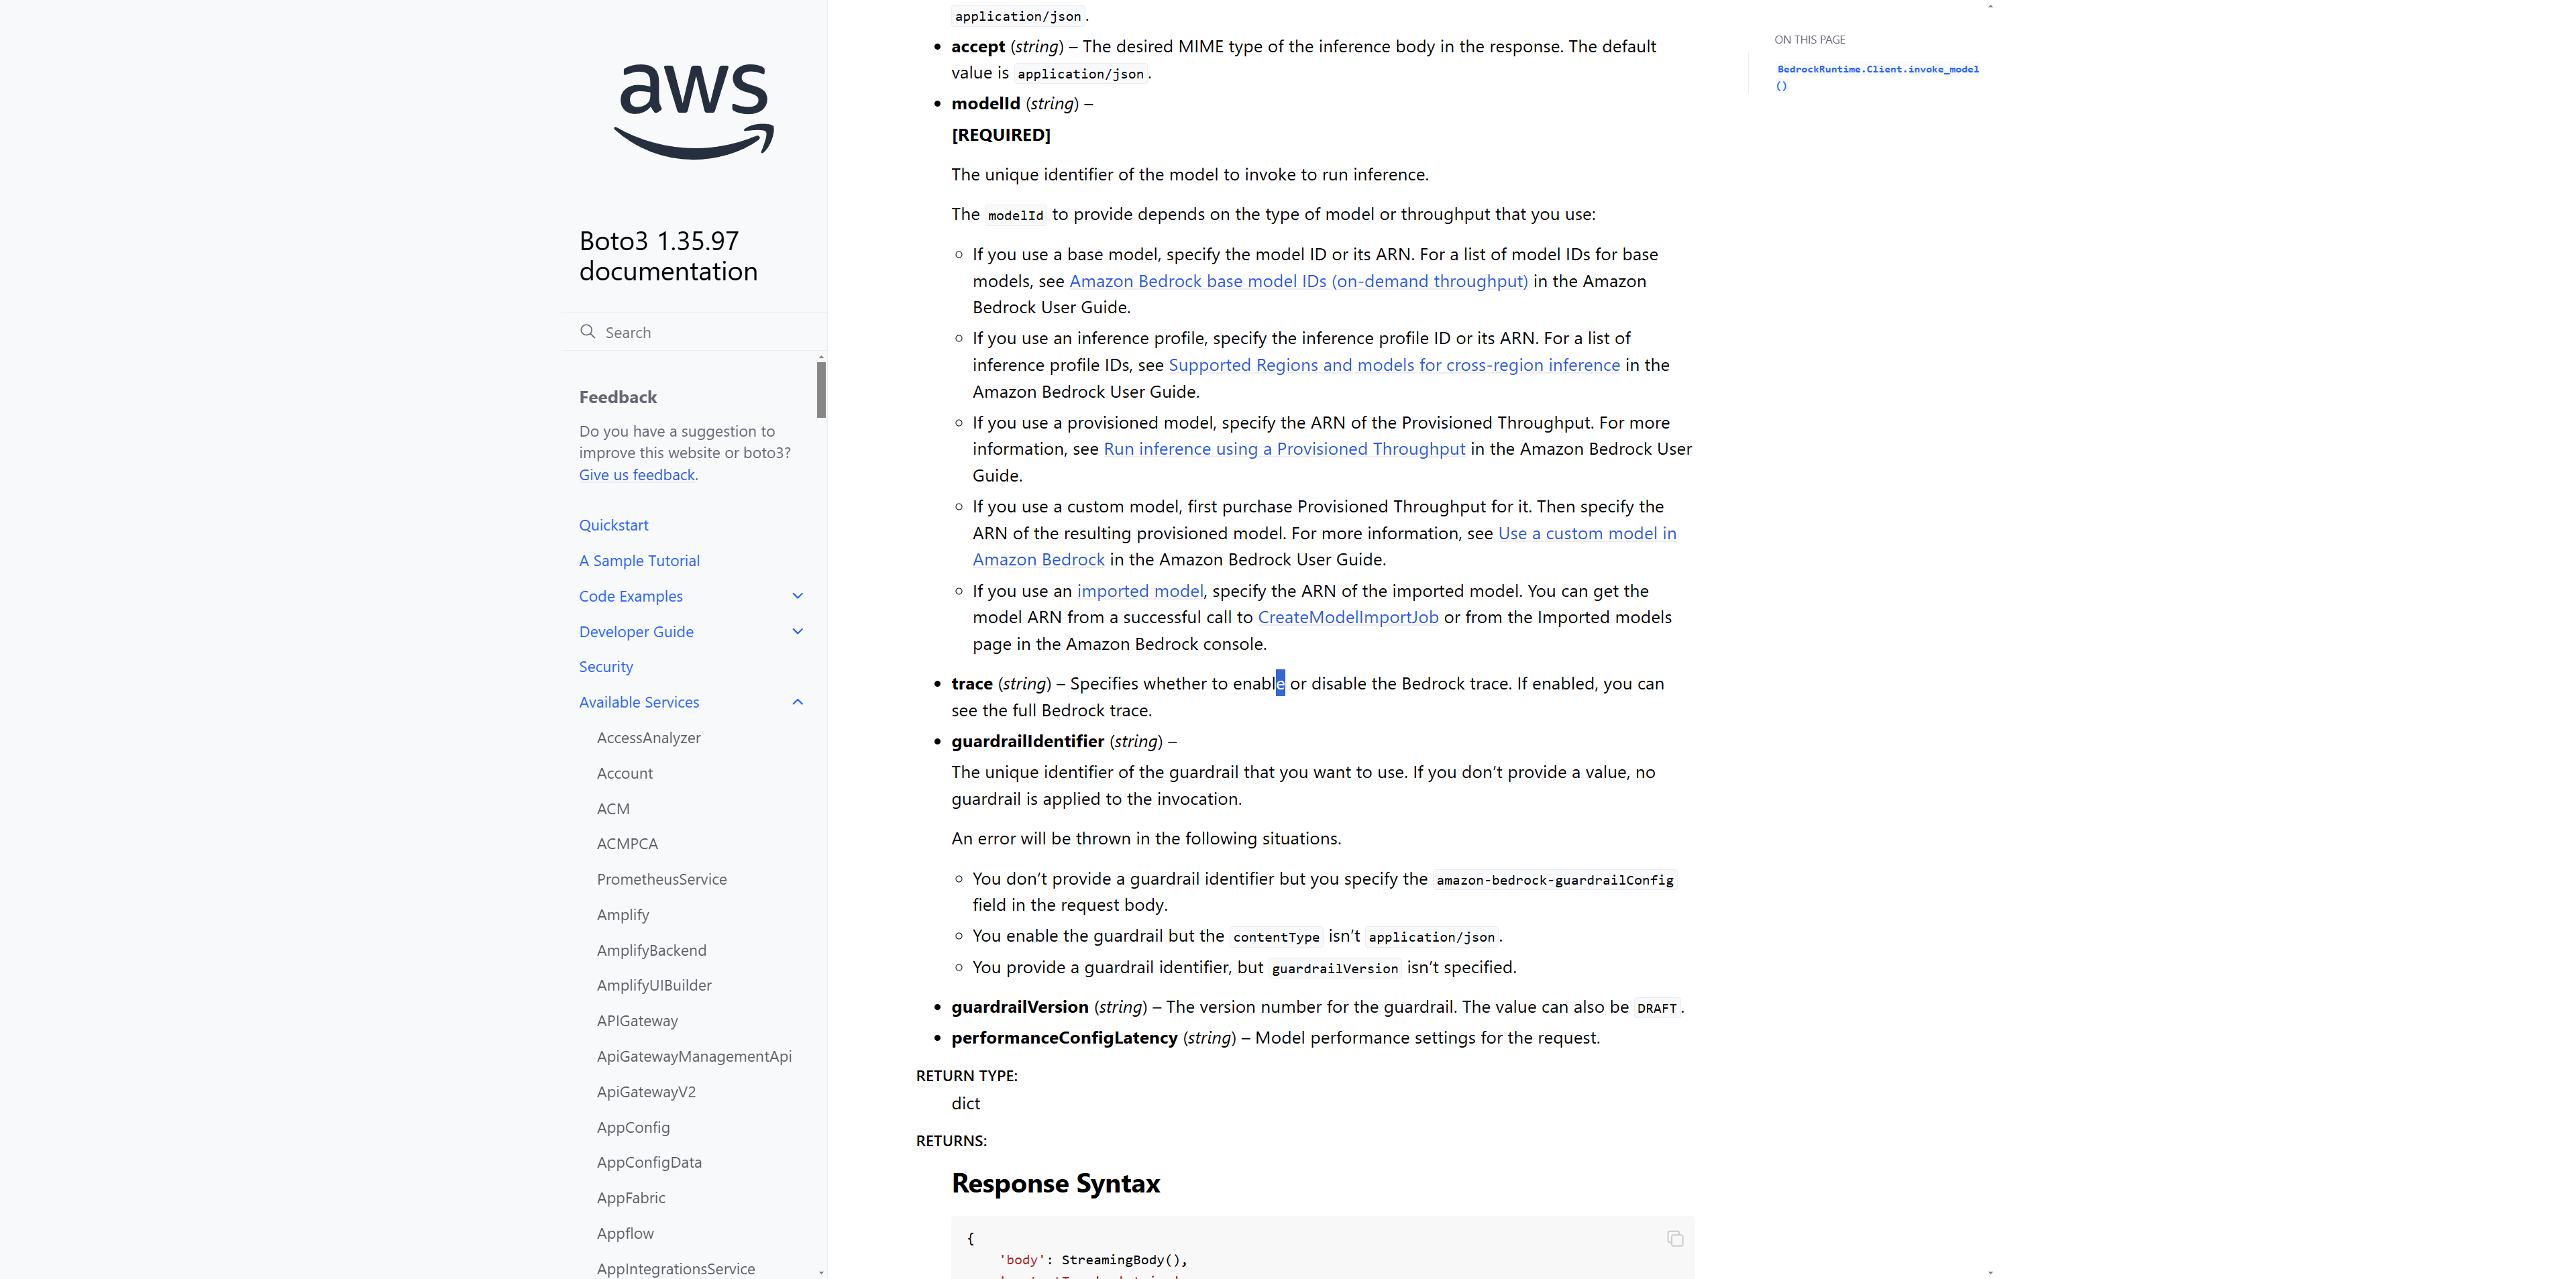 aws
Boto3 1.35.97
documentation
Search
Feedback
Do you have a suggestion to
improve this website or boto3?
Give us feedback.
Quickstart
A Sample Tutorial
Code Examples
Developer Guide
Security
Available Services
AccessAnalyzer
Account
ACM
ACMPCA
PrometheusService
Amplify
AmplifyBackend
AmplifyUIBuilder
APIGateway
ApiGatewayManagementApi
ApiGatewayV2
AppConfig
AppConfigData
AppFabric
Appflow
AppIntegrationsService
application/json.
accept (string) – The desired MIME type of the inference body in the response. The default
value is application/json.
modelId (string) –
[REQUIRED]
The unique identifier of the model to invoke to run inference.
The modelId to provide depends on the type of model or throughput that you use:
If you use a base model, specify the model ID or its ARN. For a list of model IDs for base
models, see Amazon Bedrock base model IDs (on-demand throughput) in the Amazon
Bedrock User Guide.
If you use an inference profile, specify the inference profile ID or its ARN. For a list of
inference profile IDs, see Supported Regions and models for cross-region inference in the
Amazon Bedrock User Guide.
If you use a provisioned model, specify the ARN of the Provisioned Throughput. For more
information, see Run inference using a Provisioned Throughput in the Amazon Bedrock User
Guide.
If you use a custom model, first purchase Provisioned Throughput for it. Then specify the
ARN of the resulting provisioned model. For more information, see Use a custom model in
Amazon Bedrock in the Amazon Bedrock User Guide.
If you use an imported model, specify the ARN of the imported model. You can get the
model ARN from a successful call to CreateModelImportJob or from the Imported models
page in the Amazon Bedrock console.
trace (string) – Specifies whether to enable or disable the Bedrock trace. If enabled, you can
see the full Bedrock trace.
guardrailIdentifier (string) –
The unique identifier of the guardrail that you want to use. If you don’t provide a value, no
guardrail is applied to the invocation.
An error will be thrown in the following situations.
You don’t provide a guardrail identifier but you specify the amazon-bedrock-guardrailConfig
field in the request body.
You enable the guardrail but the contentType isn’t application/json.
You provide a guardrail identifier, but guardrailVersion isn’t specified.
guardrailVersion (string) – The version number for the guardrail. The value can also be DRAFT.
performanceConfigLatency (string) – Model performance settings for the request.
RETURN TYPE:
dict
RETURNS:
Response Syntax
{
'body': StreamingBody(),
ON THIS PAGE
BedrockRuntime.Client.invoke_model
()